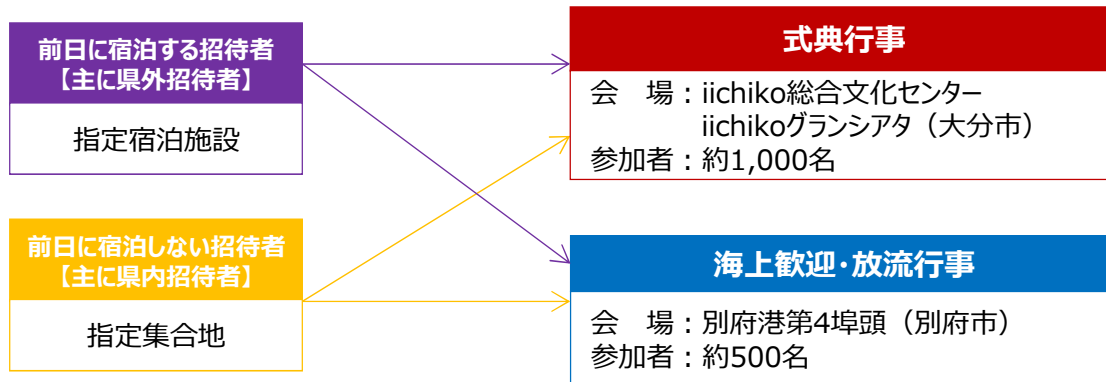 前日に宿泊する招待者
【主に県外招待者】
指定宿泊施設
前日に宿泊しない招待者
【主に県内招待者】
指定集合地
式典行事
会　場：iichiko総合文化センター
iichikoグランシアタ（大分市）
参加者：約1,000名
海上歓迎・放流行事
会　場：別府港第4埠頭（別府市）
参加者：約500名